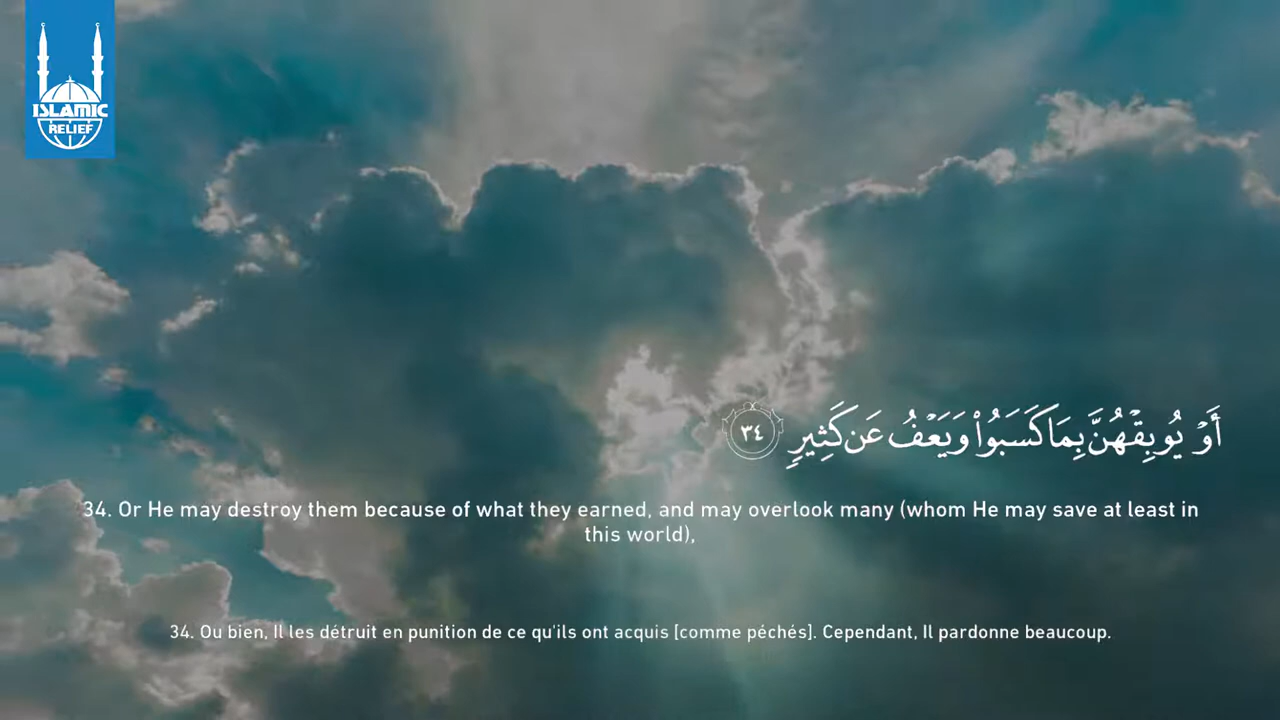 ISLAMIC
RELIEF
أَوْ يُوبِقْهُنَّ بِمَا كَسَبُوا۟ وَيَعْفُ عَن كَثِيرٍ ٣٤
34. Or He may destroy them because of what they earned, and may overlook many (whom He may save at least in
this world),
34. Ou bien, Il les détruit en punition de ce qu'ils ont acquis [comme péchés]. Cependant, Il pardonne beaucoup.